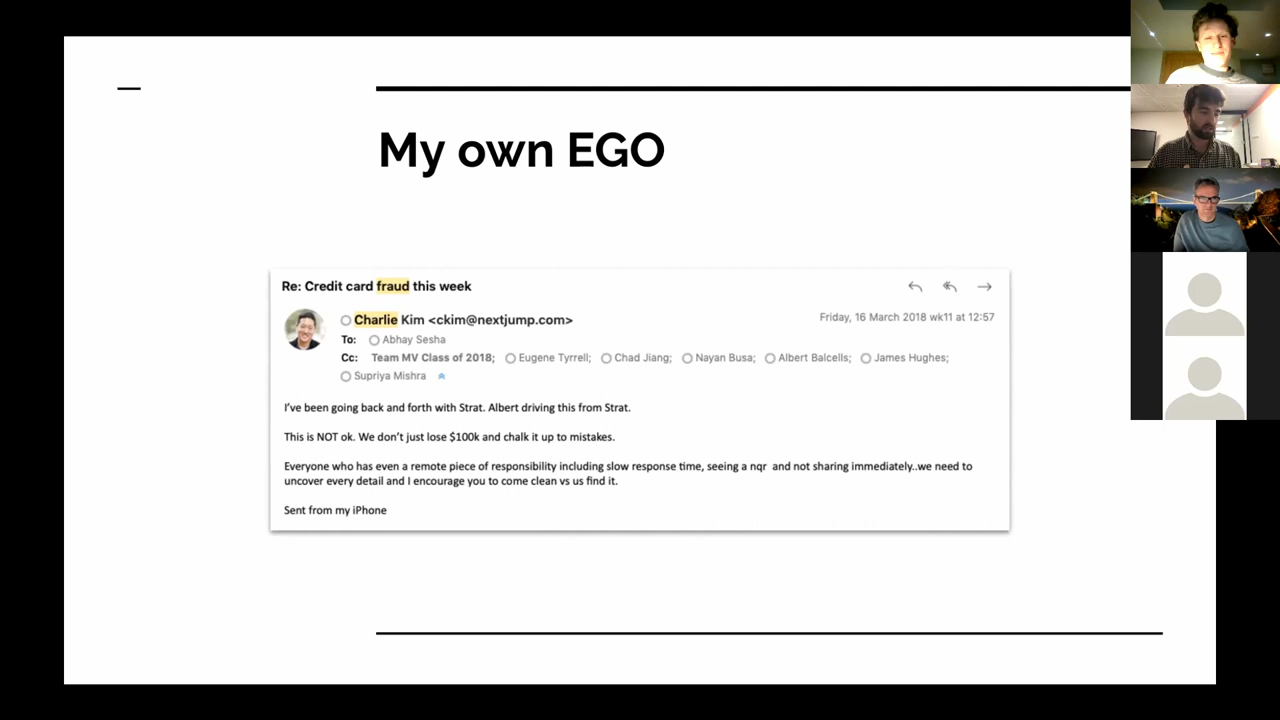 My own EGO
Re: Credit card fraud this week
Charlie Kim <ckim@nextjump.com>
Friday, 16 March 2018 wk11 at 12:57
To: Abhay Sesha
Cc: Team MV Class of 2018; Eugene Tyrrell; Chad Jiang; Nayan Busa; Albert Balcells; James Hughes;
Supriya Mishra
I've been going back and forth with Strat. Albert driving this from Strat.
This is NOT ok. We don't just lose $100k and chalk it up to mistakes.
Everyone who has even a remote piece of responsibility including slow response time, seeing a nqr and not sharing immediately..we need to
uncover every detail and I encourage you to come clean vs us find it.
Sent from my iPhone